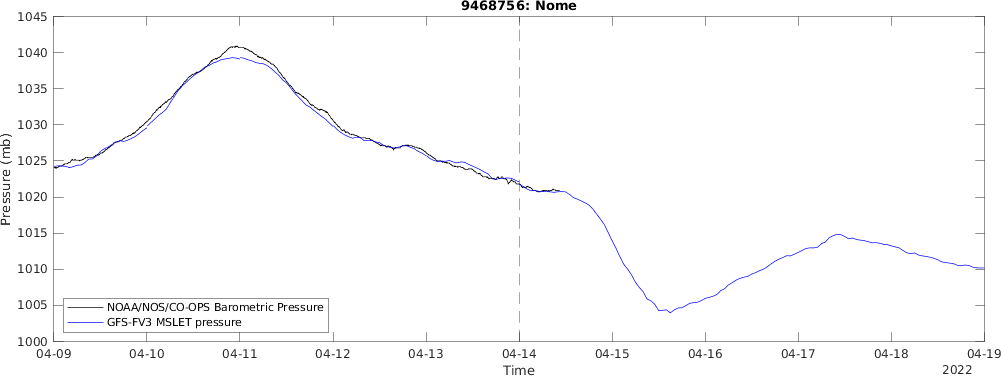 9468756: Nome
1045
1040
1035
1030
1025
1020
1015
1010
1005
1000
Pressure (mb)
NOAA/NOS/CO-OPS Barometric Pressure
GFS-FV3 MSLET pressure
04-09 04-10 04-11 04-12 04-13 04-14 04-15 04-16 04-17 04-18 04-19
Time
2022